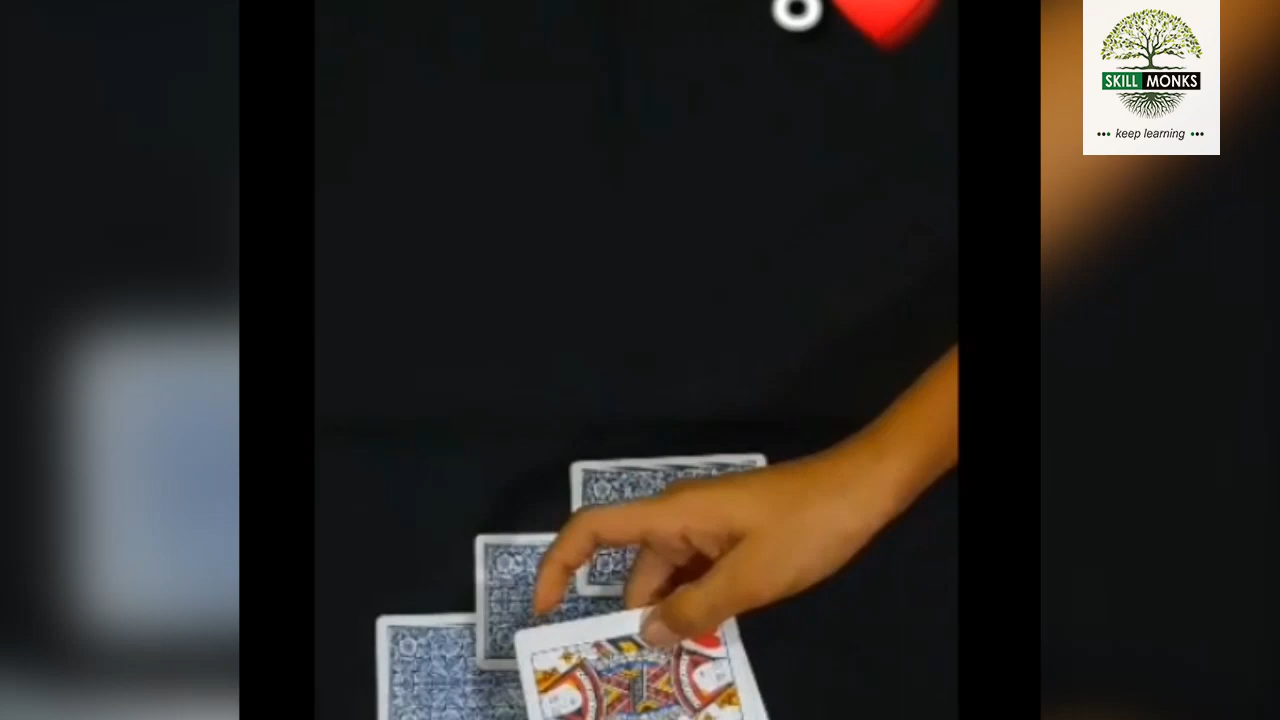 SKILL MONKS
••• keep learning •••